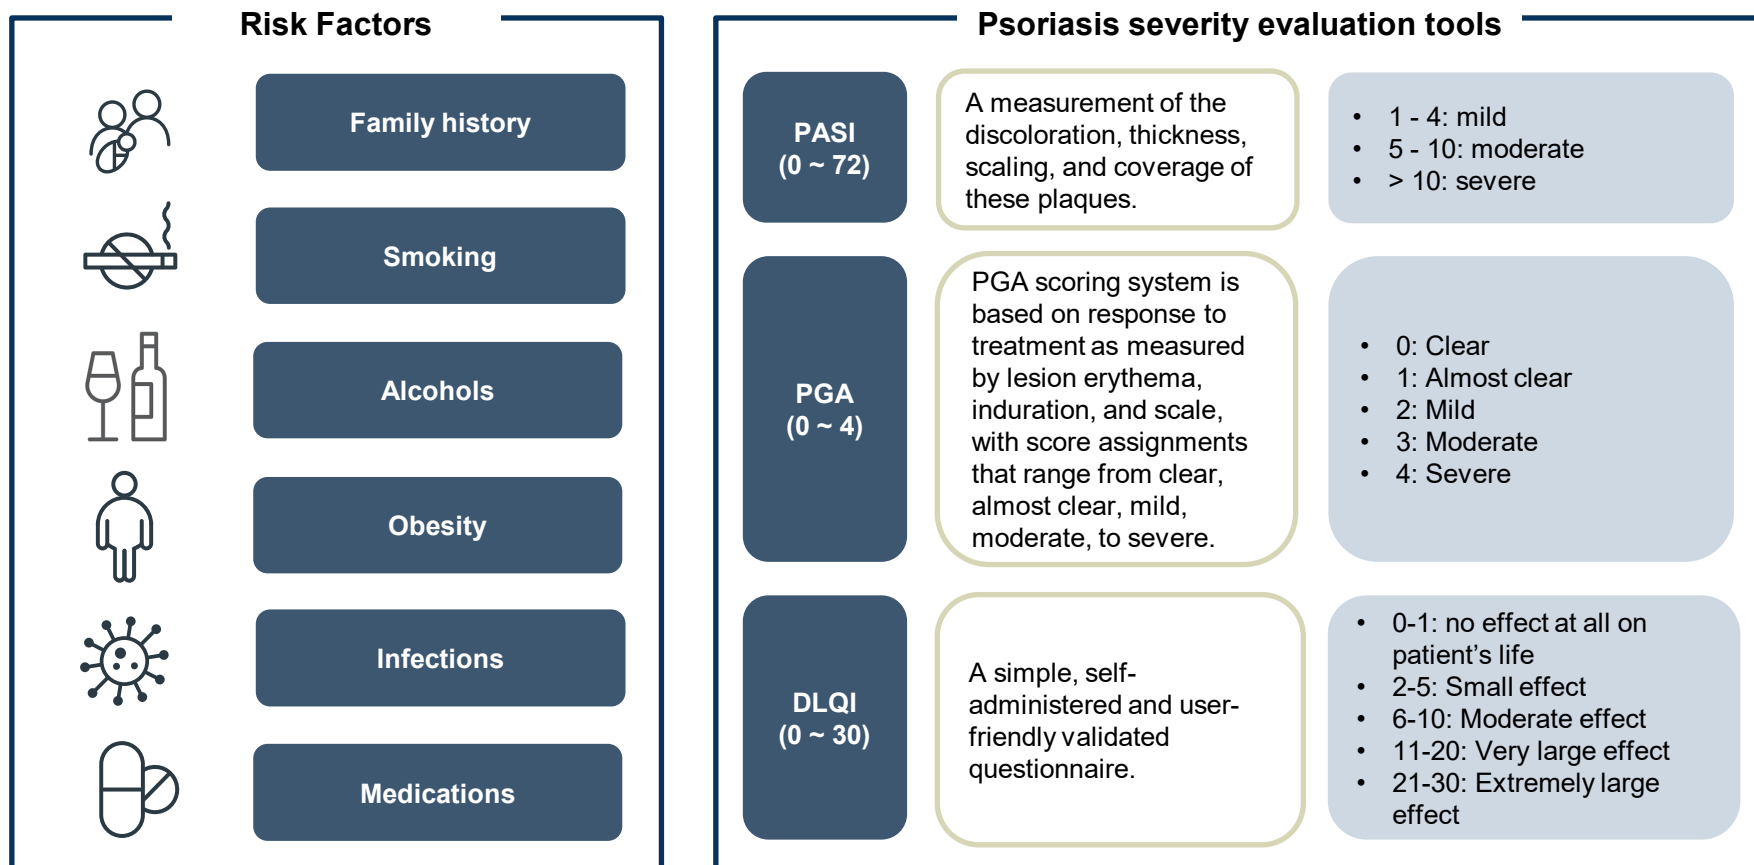 Risk Factors
Family history
Smoking
Alcohols
Obesity
Infections
Medications
Psoriasis severity evaluation tools
PASI
(0 ~ 72)
A measurement of the
discoloration, thickness,
scaling, and coverage of
these plaques.
• 1 - 4: mild
• 5 - 10: moderate
• > 10: severe
PGA
(0 ~ 4)
PGA scoring system is
based on response to
treatment as measured
by lesion erythema,
induration, and scale,
with score assignments
that range from clear,
almost clear, mild,
moderate, to severe.
• 0: Clear
• 1: Almost clear
• 2: Mild
• 3: Moderate
• 4: Severe
DLQI
(0 ~ 30)
A simple, self-
administered and user-
friendly validated
questionnaire.
• 0-1: no effect at all on
patient’s life
• 2-5: Small effect
• 6-10: Moderate effect
• 11-20: Very large effect
• 21-30: Extremely large
effect